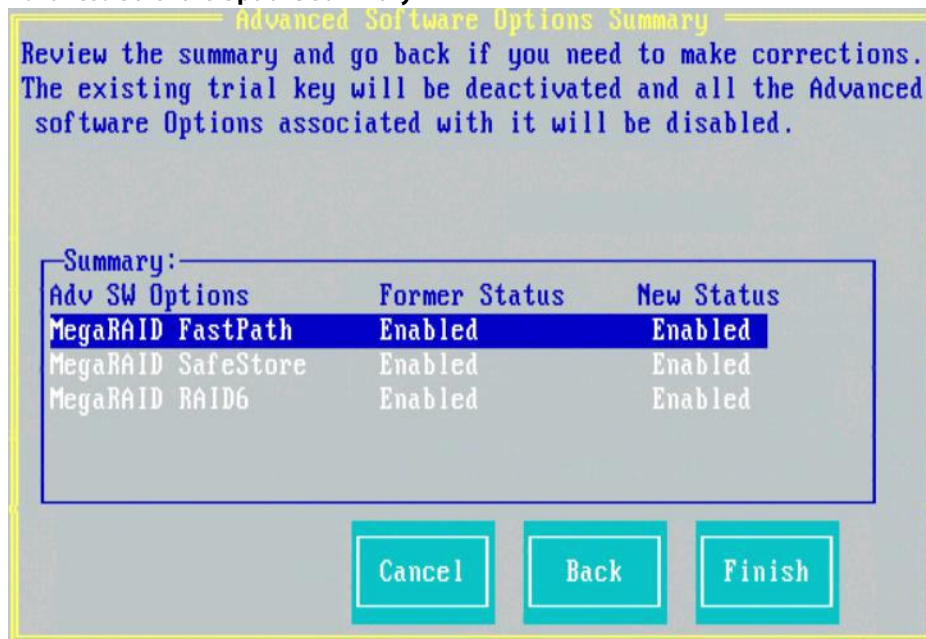 Advanced Software Options Summary
Review the summary and go back if you need to make corrections.
The existing trial key will be deactivated and all the Advanced
software Options associated with it will be disabled.
Summary:
Adv SW Options Former Status New Status
MegaRAID FastPath Enabled Enabled
MegaRAID SafeStore Enabled Enabled
MegaRAID RAID6 Enabled Enabled
Cancel Back Finish